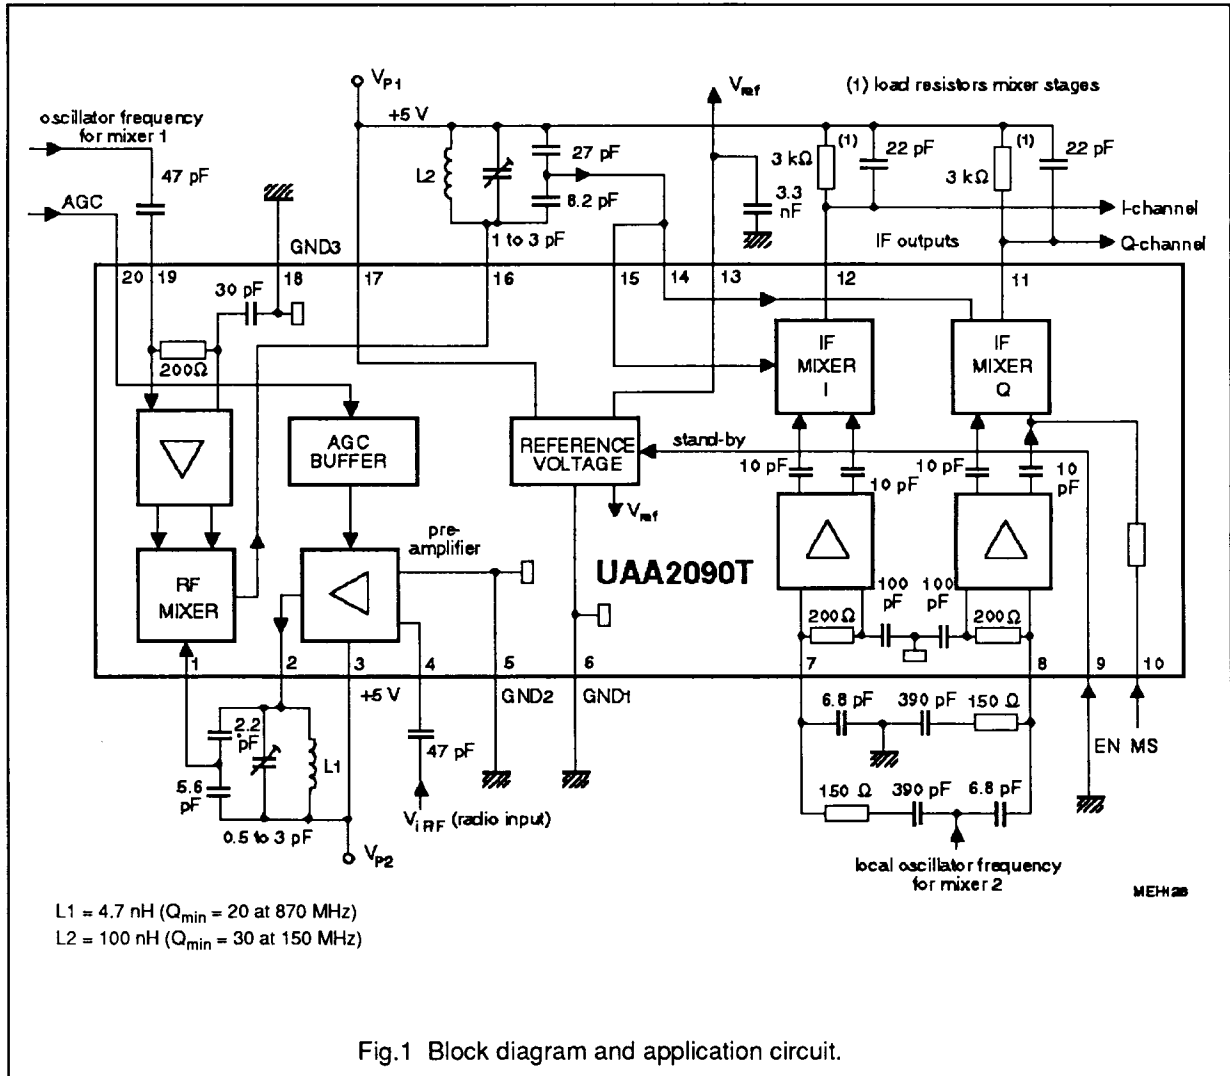 V_P1
V_ref
(1) load resistors mixer stages
oscillator frequency
for mixer 1
+5 V
47 pF
AGC
L2
27 pF
8.2 pF
1 to 3 pF
3.3
nF
3 kΩ
(1)
22 pF
3 kΩ
(1)
22 pF
I-channel
IF outputs
Q-channel
GND3
20
19
18
17
16
15
14
13
12
11
30 pF
200Ω
AGC
BUFFER
REFERENCE
VOLTAGE
stand-by
V_ref
IF
MIXER
I
IF
MIXER
Q
10 pF
10 pF
10 pF
10
pF
RF
MIXER
pre-
amplifier
UAA2090T
100
pF
100
pF
200Ω
200Ω
1
2
3
4
5
6
7
8
9
10
+5 V
GND2
GND1
2.2
pF
5.6
pF
L1
0.5 to 3 pF
47 pF
V_iRF (radio input)
V_P2
6.8 pF
390 pF
150 Ω
150 Ω
390 pF
6.8 pF
EN
MS
local oscillator frequency
for mixer 2
MEH128
L1 = 4.7 nH (Q_min = 20 at 870 MHz)
L2 = 100 nH (Q_min = 30 at 150 MHz)
Fig.1 Block diagram and application circuit.